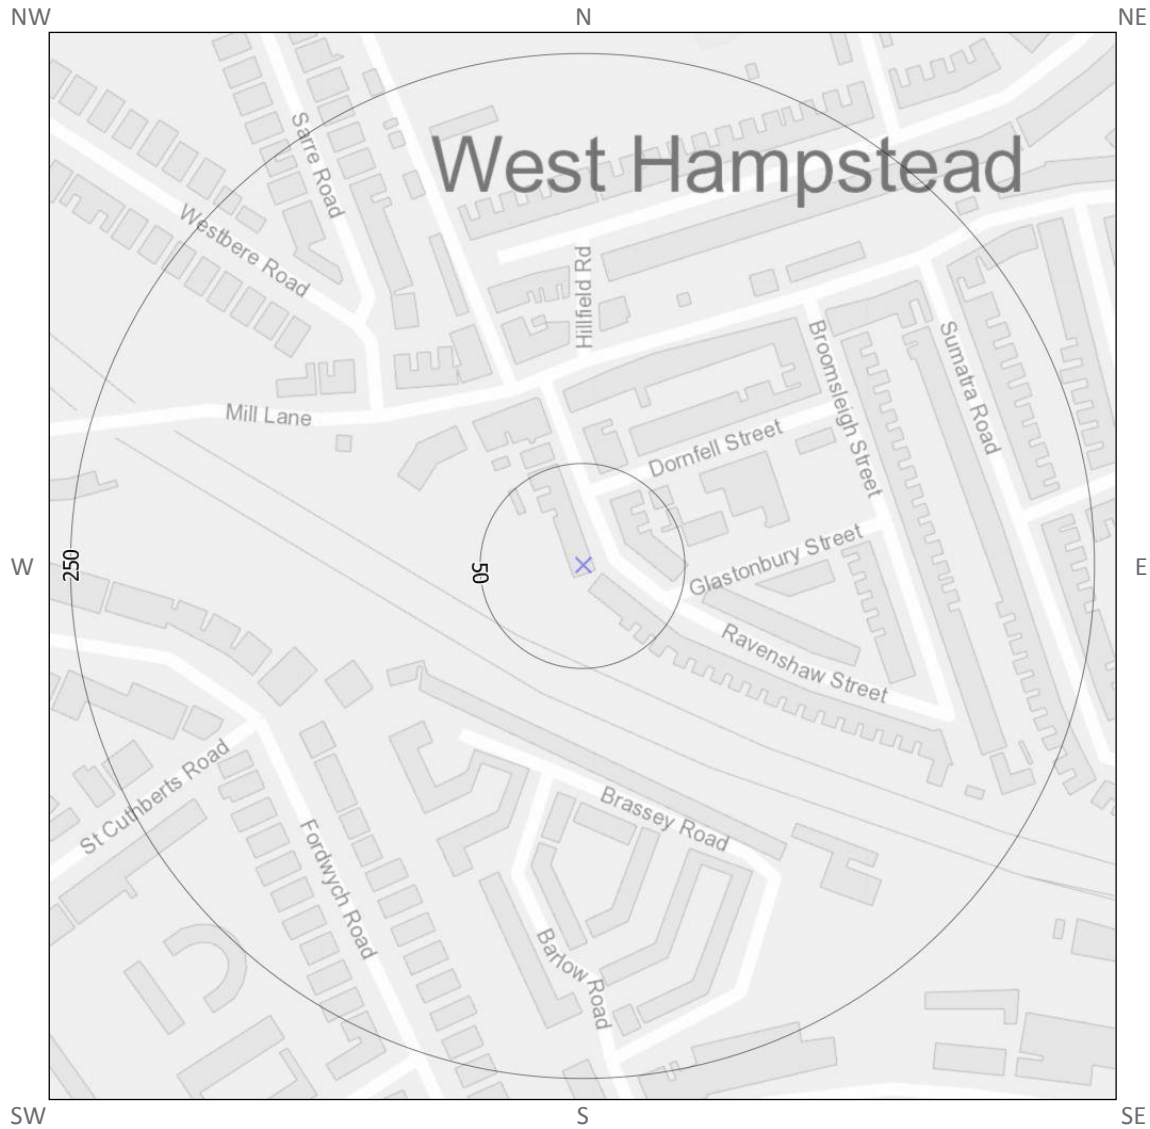 NW
N
NE
West Hampstead
Sarre Road
Westbere Road
Hillfield Rd
Broomsleigh Street
Sumatra Road
Mill Lane
Dornfell Street
W
250
50
Glastonbury Street
E
Ravenshaw Street
St Cuthberts Road
Brassey Road
Fordwych Road
Barlow Road
SW
S
SE